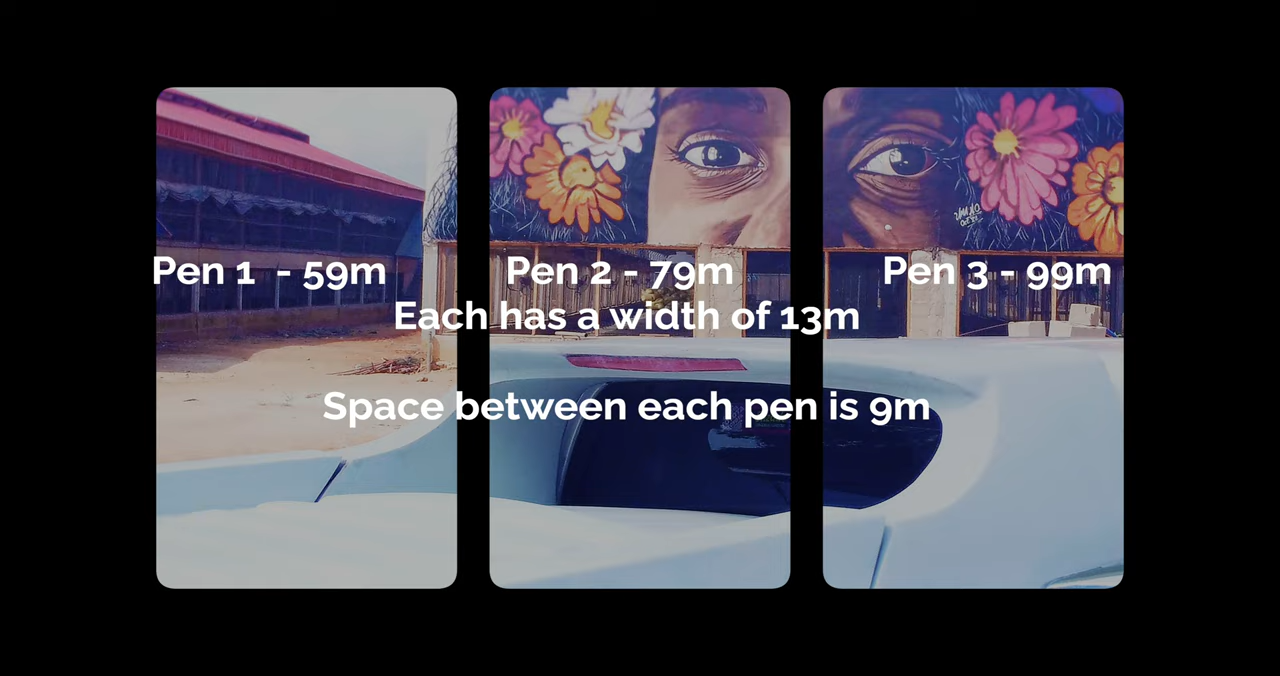 Pen 1 - 59m Pen 2 - 79m Pen 3 - 99m
Each has a width of 13m
Space between each pen is 9m